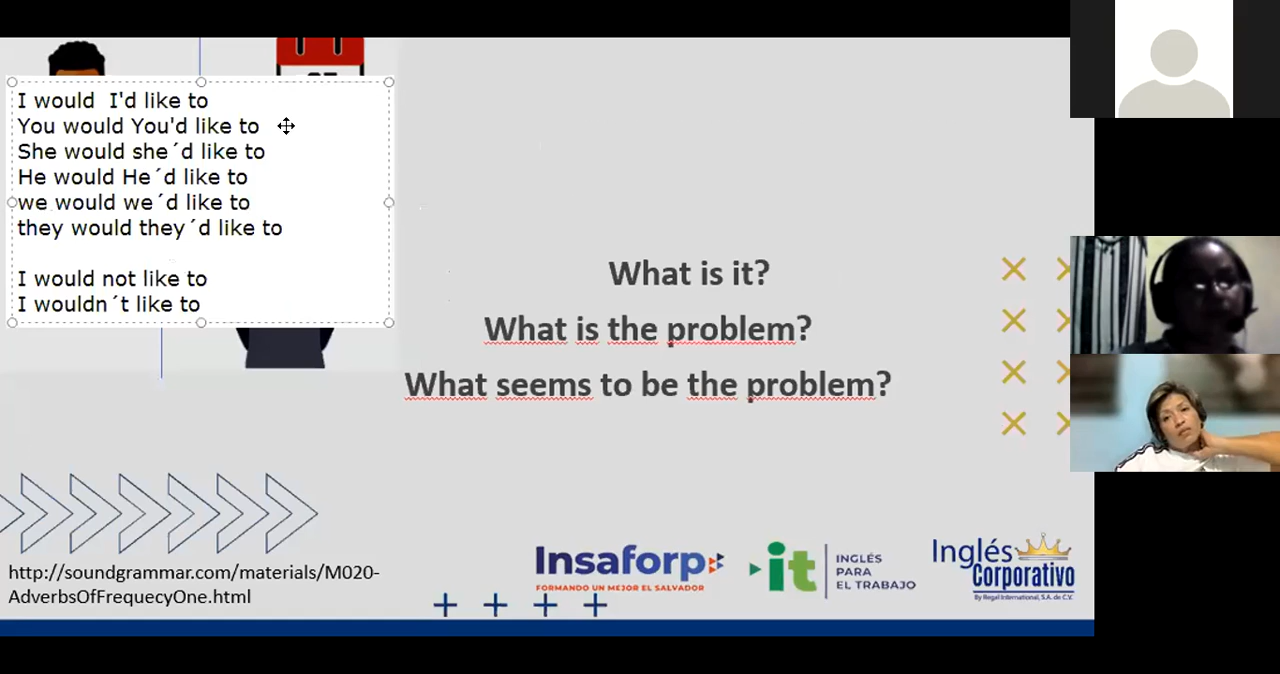 I would  I'd like to
You would You'd like to
She would she´d like to
He would He´d like to
we would we´d like to
they would they´d like to
I would not like to
I wouldn´t like to
What is it?
What is the problem?
What seems to be the problem?
http://soundgrammar.com/materials/M020-
AdverbsOfFrequecyOne.html
Insaforp
FORMANDO UN MEJOR EL SALVADOR
it
INGLÉS
PARA
EL TRABAJO
Inglés
Corporativo
By Regal International, S.A. de C.V.